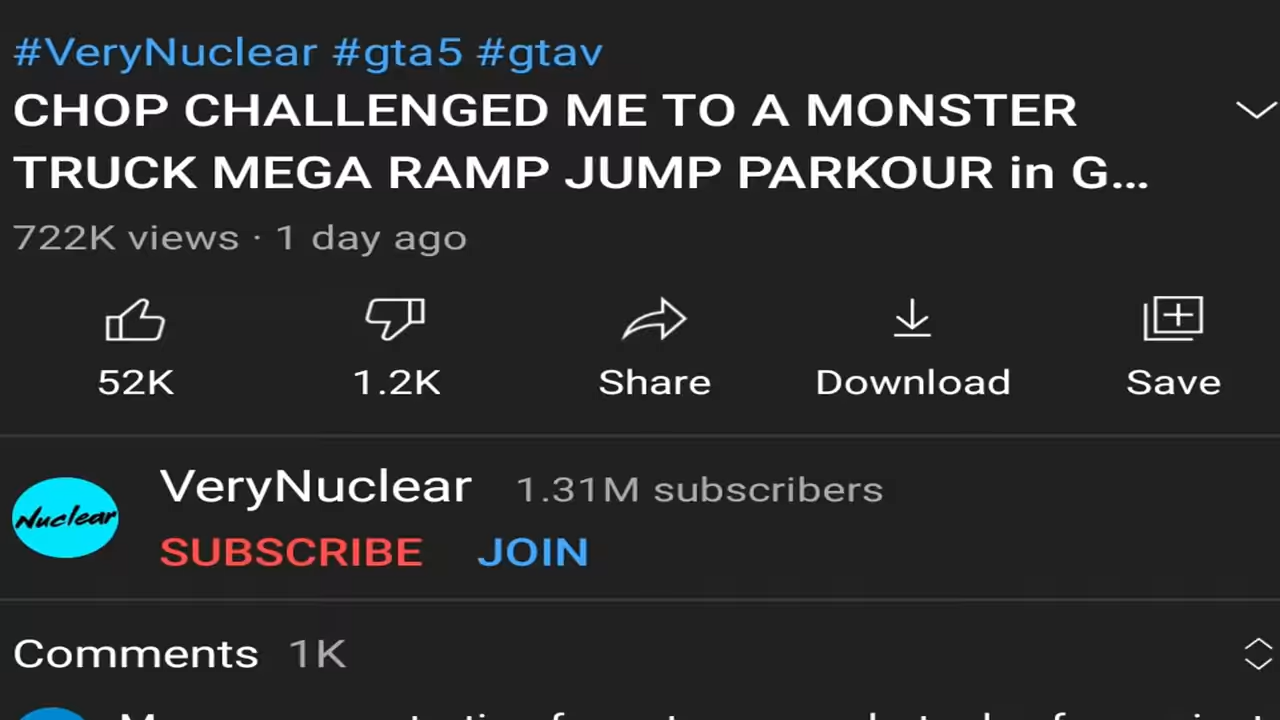 #VeryNuclear #gta5 #gtav
CHOP CHALLENGED ME TO A MONSTER
TRUCK MEGA RAMP JUMP PARKOUR in G...
722K views · 1 day ago
52K 1.2K Share Download Save
Nuclear
VeryNuclear 1.31M subscribers
SUBSCRIBE JOIN
Comments 1K